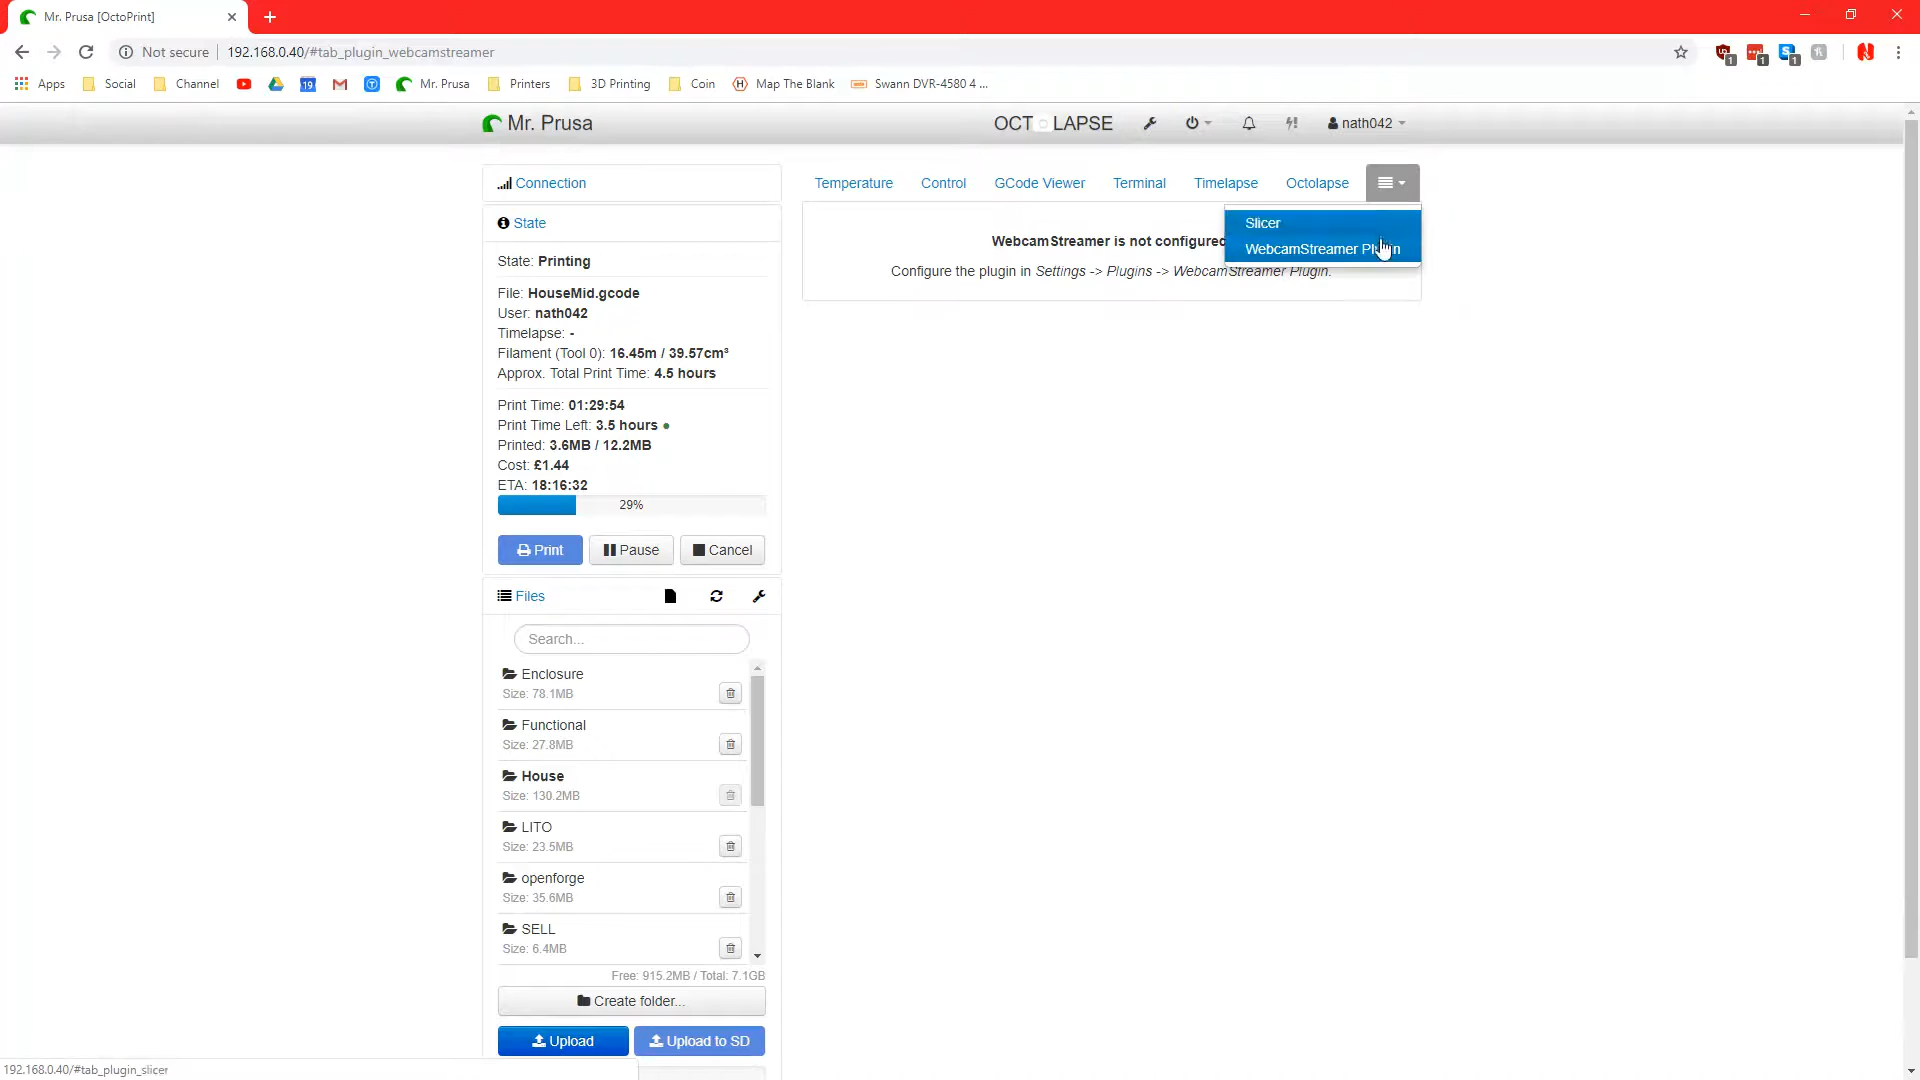 Mr. Prusa [OctoPrint]
Not secure 192.168.0.40/#tab_plugin_webcamstreamer
1 1 1
Apps Social Channel 19 Mr. Prusa Printers 3D Printing Coin Map The Blank Swann DVR-4580 4 ...
Mr. Prusa OCT LAPSE nath042
Connection
State
State: Printing
File: HouseMid.gcode
User: nath042
Timelapse: -
Filament (Tool 0): 16.45m / 39.57cm³
Approx. Total Print Time: 4.5 hours
Print Time: 01:29:54
Print Time Left: 3.5 hours
Printed: 3.6MB / 12.2MB
Cost: £1.44
ETA: 18:16:32
29%
Print Pause Cancel
Files
Search...
Enclosure
Size: 78.1MB
Functional
Size: 27.8MB
House
Size: 130.2MB
LITO
Size: 23.5MB
openforge
Size: 35.6MB
SELL
Size: 6.4MB
Free: 915.2MB / Total: 7.1GB
Create folder...
Upload Upload to SD
Temperature Control GCode Viewer Terminal Timelapse Octolapse
Slicer
WebcamStreamer Plugin
WebcamStreamer is not configured
Configure the plugin in Settings -> Plugins -> WebcamStreamer Plugin.
192.168.0.40/#tab_plugin_slicer